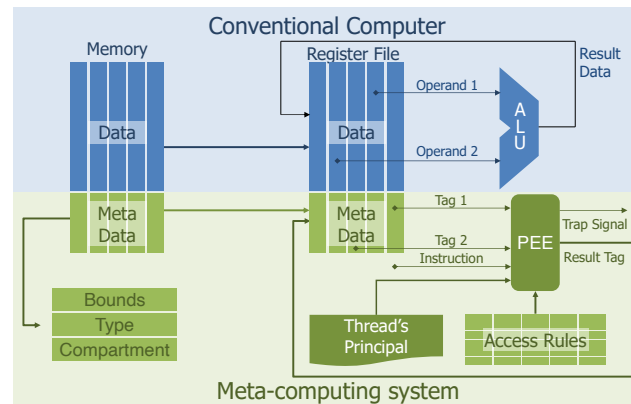 Conventional Computer
Memory
Register File
Result
Data
Operand 1
Data
Data
ALU
Operand 2
Meta
Data
Meta
Data
Tag 1
Tag 2
Instruction
PEE
Trap Signal
Result Tag
Bounds
Type
Compartment
Thread's
Principal
Access Rules
Meta-computing system